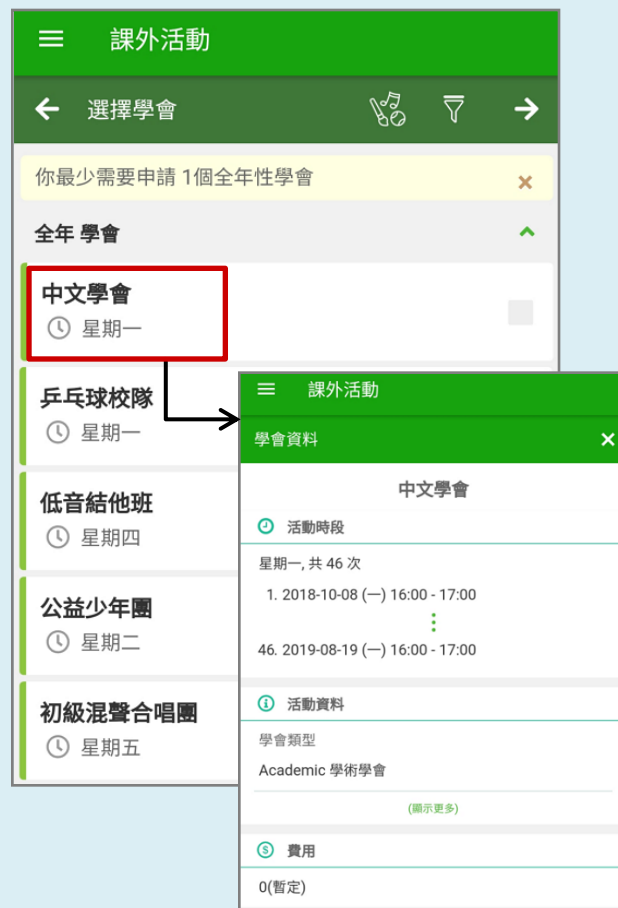 課外活動
選擇學會
你最少需要申請 1個全年性學會
全年 學會
中文學會
星期一
乒乓球校隊
星期一
低音結他班
星期四
公益少年團
星期二
初級混聲合唱團
星期五
課外活動
學會資料
中文學會
活動時段
星期一, 共 46 次
1. 2018-10-08 (一) 16:00 - 17:00
46. 2019-08-19 (一) 16:00 - 17:00
活動資料
學會類型
Academic 學術學會
(顯示更多)
費用
0(暫定)